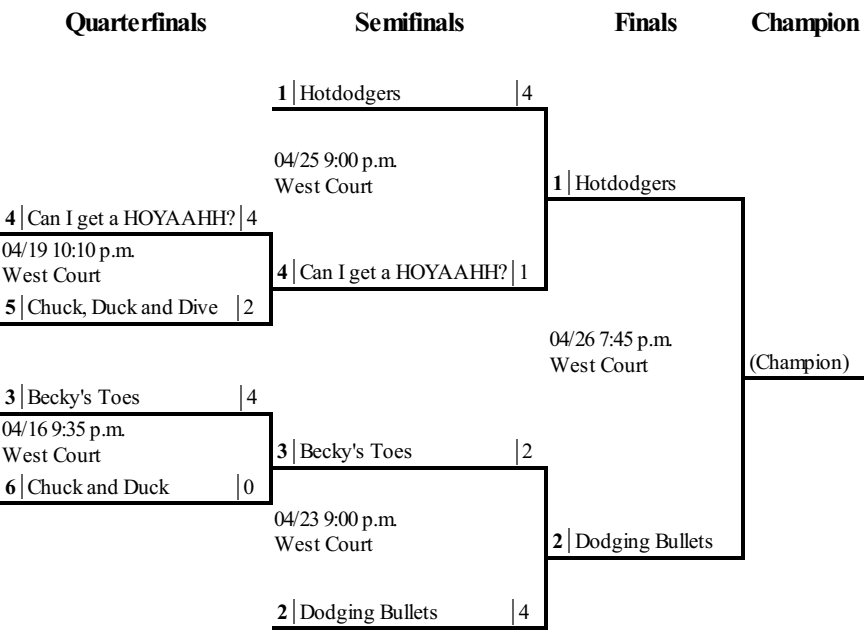 Quarterfinals Semifinals Finals Champion
1 Hotdodgers 4
04/25 9:00 p.m.
West Court
1 Hotdodgers
4 Can I get a HOYAAHH? 4
04/19 10:10 p.m.
West Court
4 Can I get a HOYAAHH? 1
5 Chuck, Duck and Dive 2
04/26 7:45 p.m.
West Court
(Champion)
3 Becky's Toes 4
04/16 9:35 p.m.
West Court
3 Becky's Toes 2
6 Chuck and Duck 0
04/23 9:00 p.m.
West Court
2 Dodging Bullets
2 Dodging Bullets 4